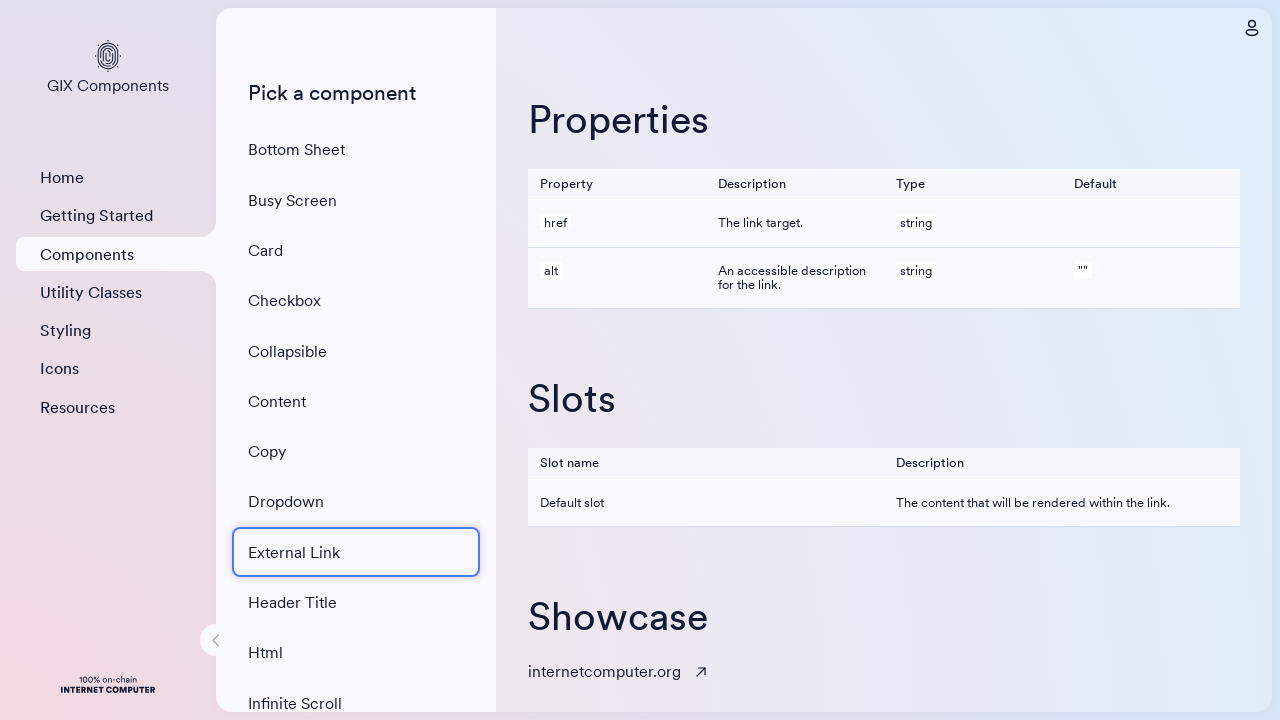 GIX Components
Home
Getting Started
Components
Utility Classes
Styling
Icons
Resources
100% on-chain
INTERNET COMPUTER
Pick a component
Bottom Sheet
Busy Screen
Card
Checkbox
Collapsible
Content
Copy
Dropdown
External Link
Header Title
Html
Infinite Scroll
Properties
Property Description Type Default
href The link target. string
alt An accessible description string ""
for the link.
Slots
Slot name Description
Default slot The content that will be rendered within the link.
Showcase
internetcomputer.org